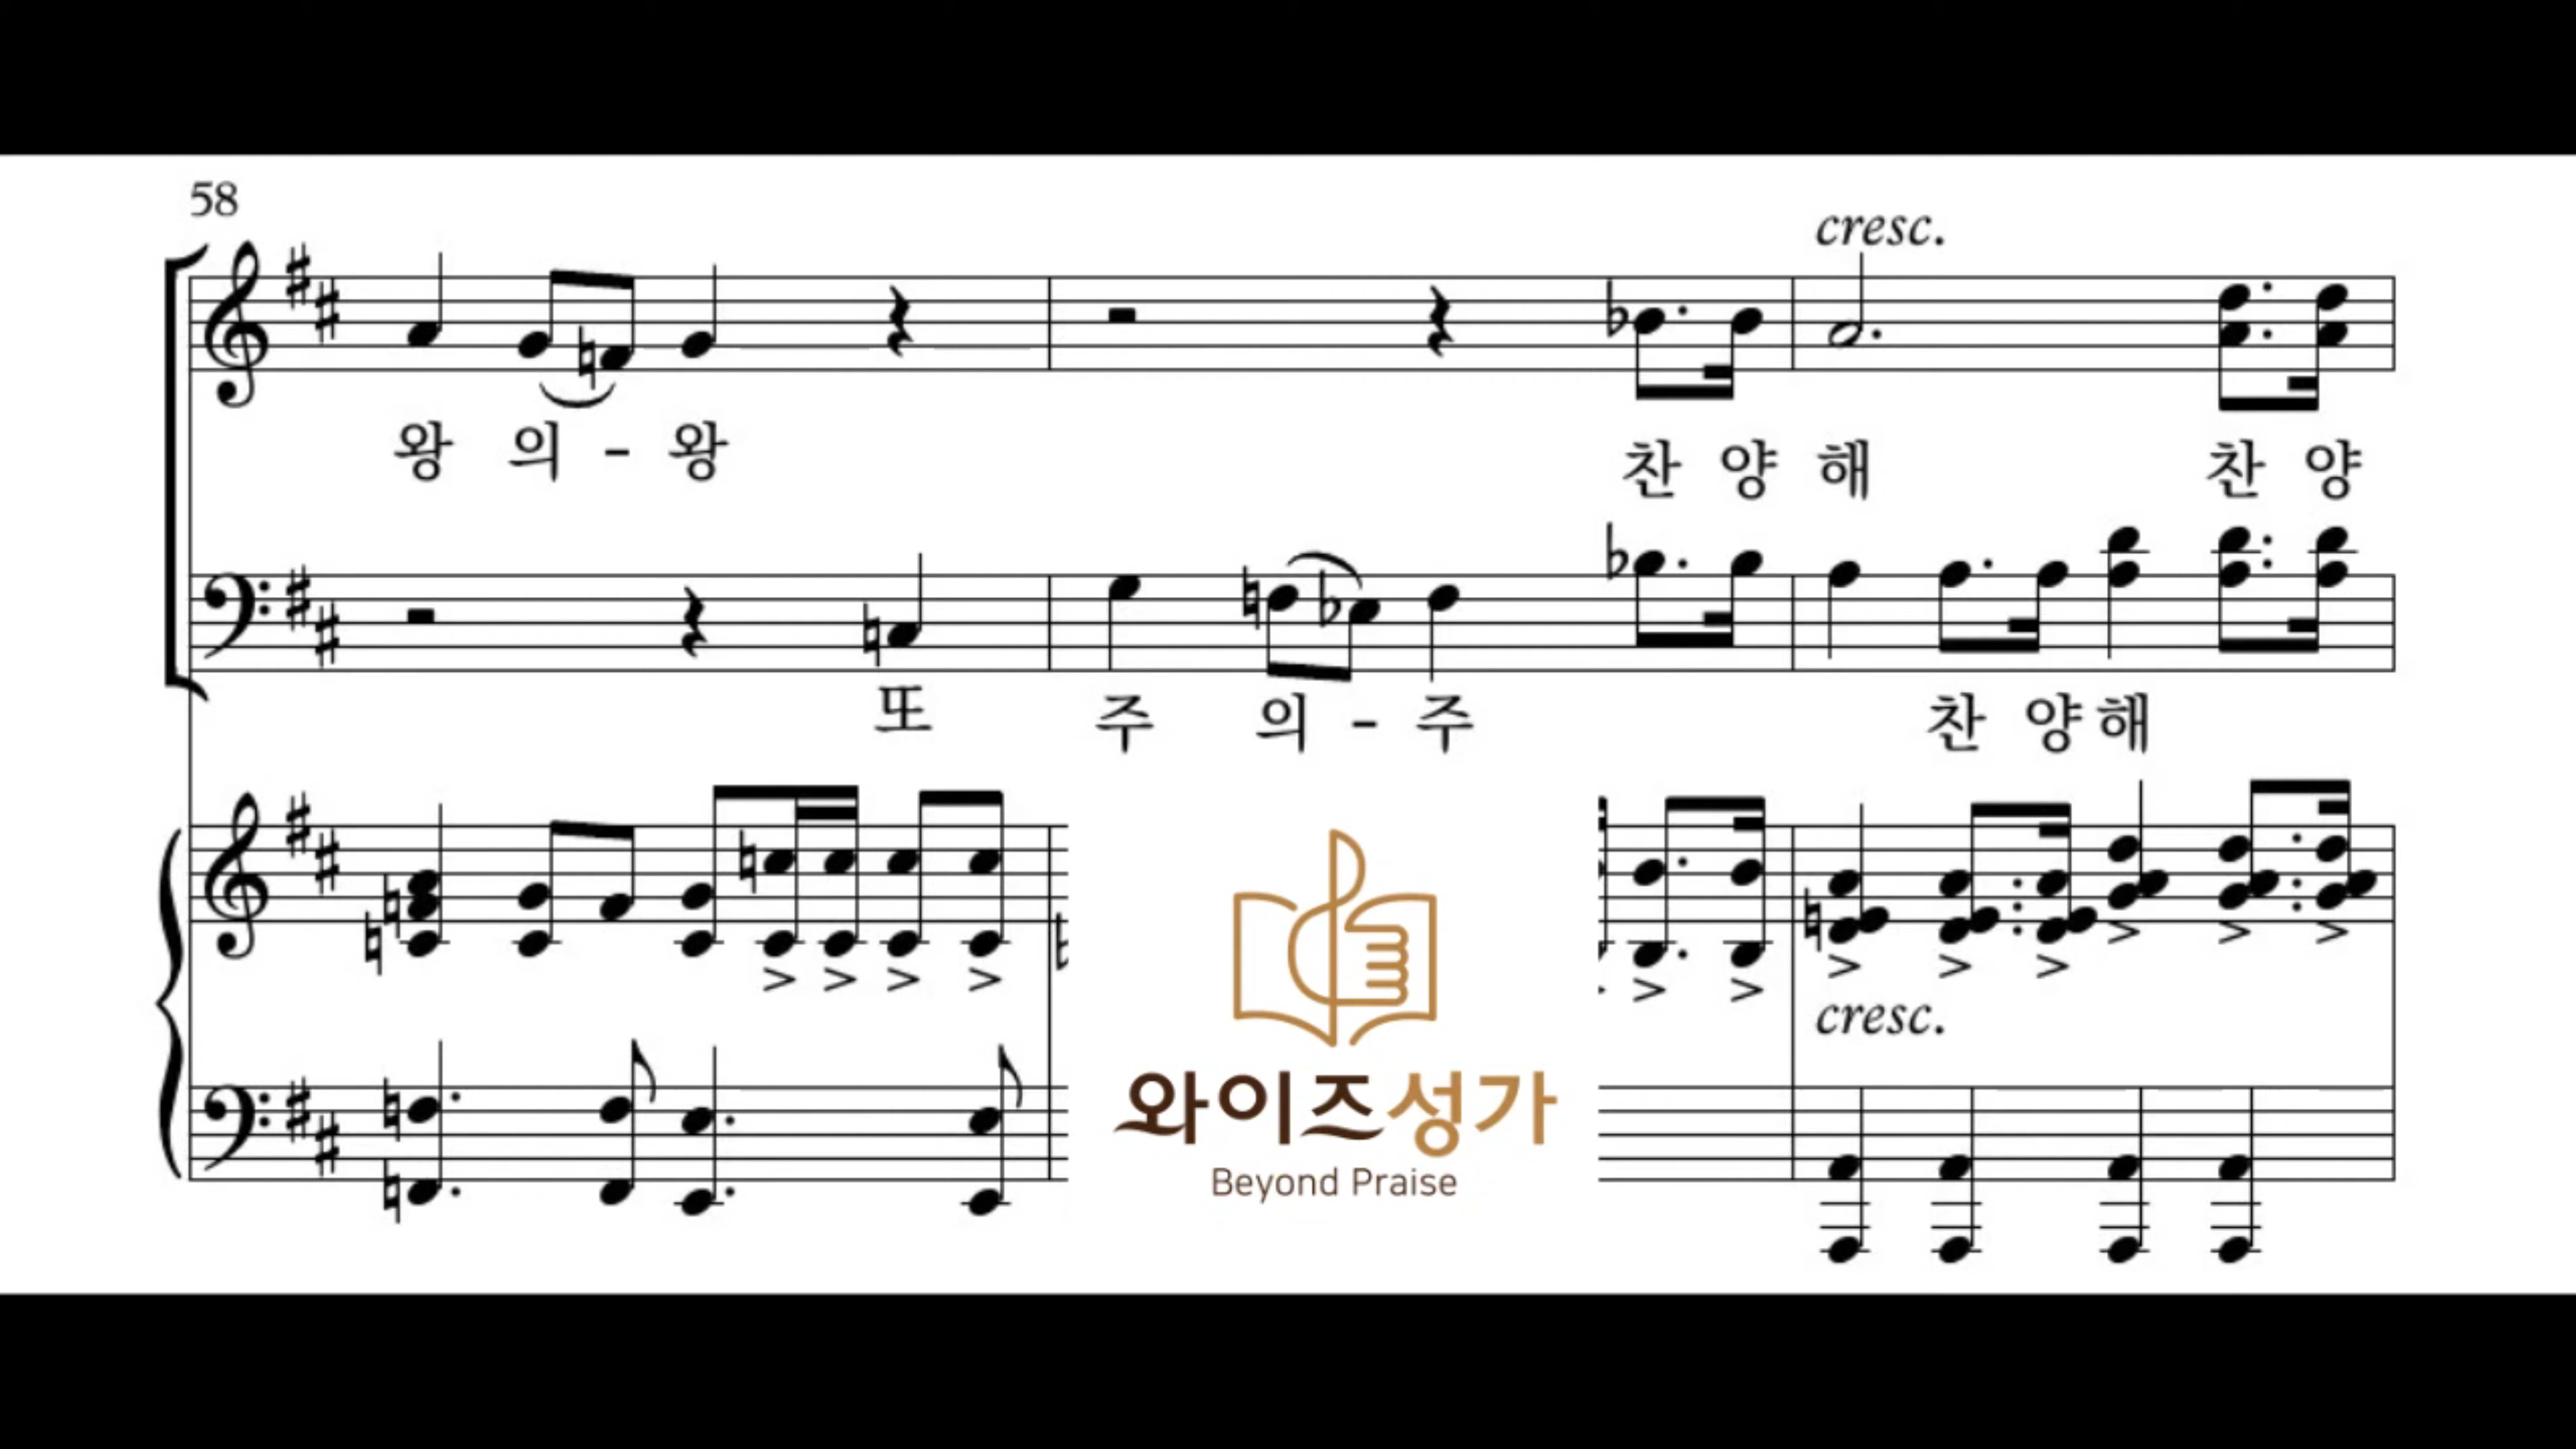 58
cresc.
왕 의 - 왕 찬 양 해 찬 양
또 주 의 - 주 찬 양 해
cresc.
와이즈성가
Beyond Praise